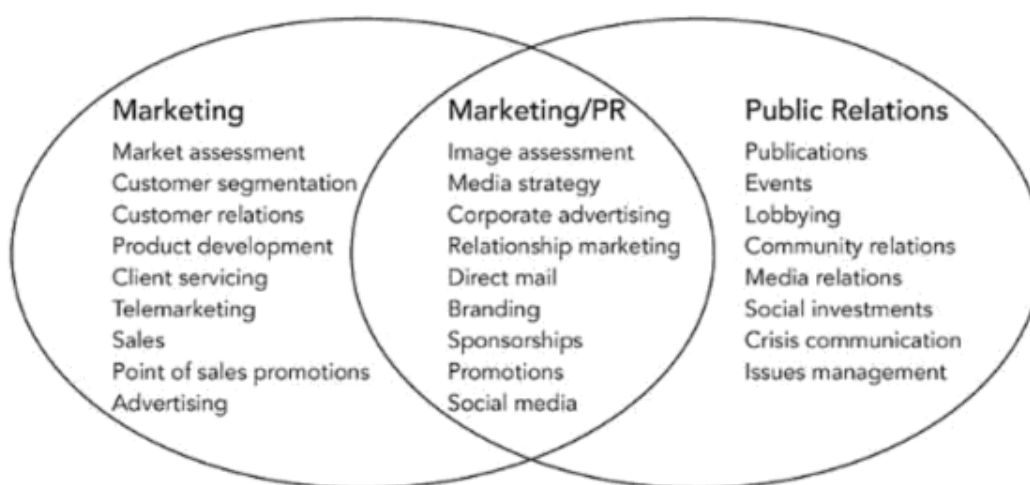 Marketing
Market assessment
Customer segmentation
Customer relations
Product development
Client servicing
Telemarketing
Sales
Point of sales promotions
Advertising
Marketing/PR
Image assessment
Media strategy
Corporate advertising
Relationship marketing
Direct mail
Branding
Sponsorships
Promotions
Social media
Public Relations
Publications
Events
Lobbying
Community relations
Media relations
Social investments
Crisis communication
Issues management